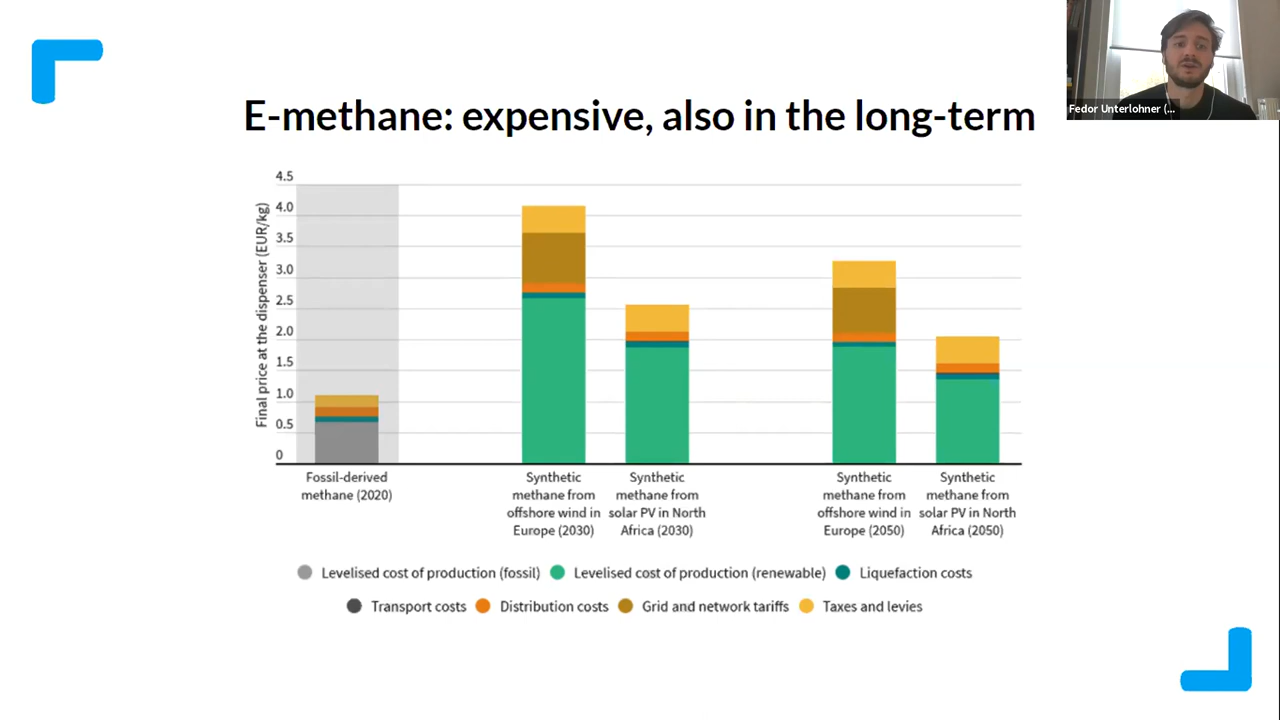 Fedor Unterlohner (...
E-methane: expensive, also in the long-term
Final price at the dispenser (EUR/kg)
4.5
4.0
3.5
3.0
2.5
2.0
1.5
1.0
0.5
0
Fossil-derived
methane (2020)
Synthetic
methane from
offshore wind in
Europe (2030)
Synthetic
methane from
solar PV in North
Africa (2030)
Synthetic
methane from
offshore wind in
Europe (2050)
Synthetic
methane from
solar PV in North
Africa (2050)
Levelised cost of production (fossil)
Levelised cost of production (renewable)
Liquefaction costs
Transport costs
Distribution costs
Grid and network tariffs
Taxes and levies